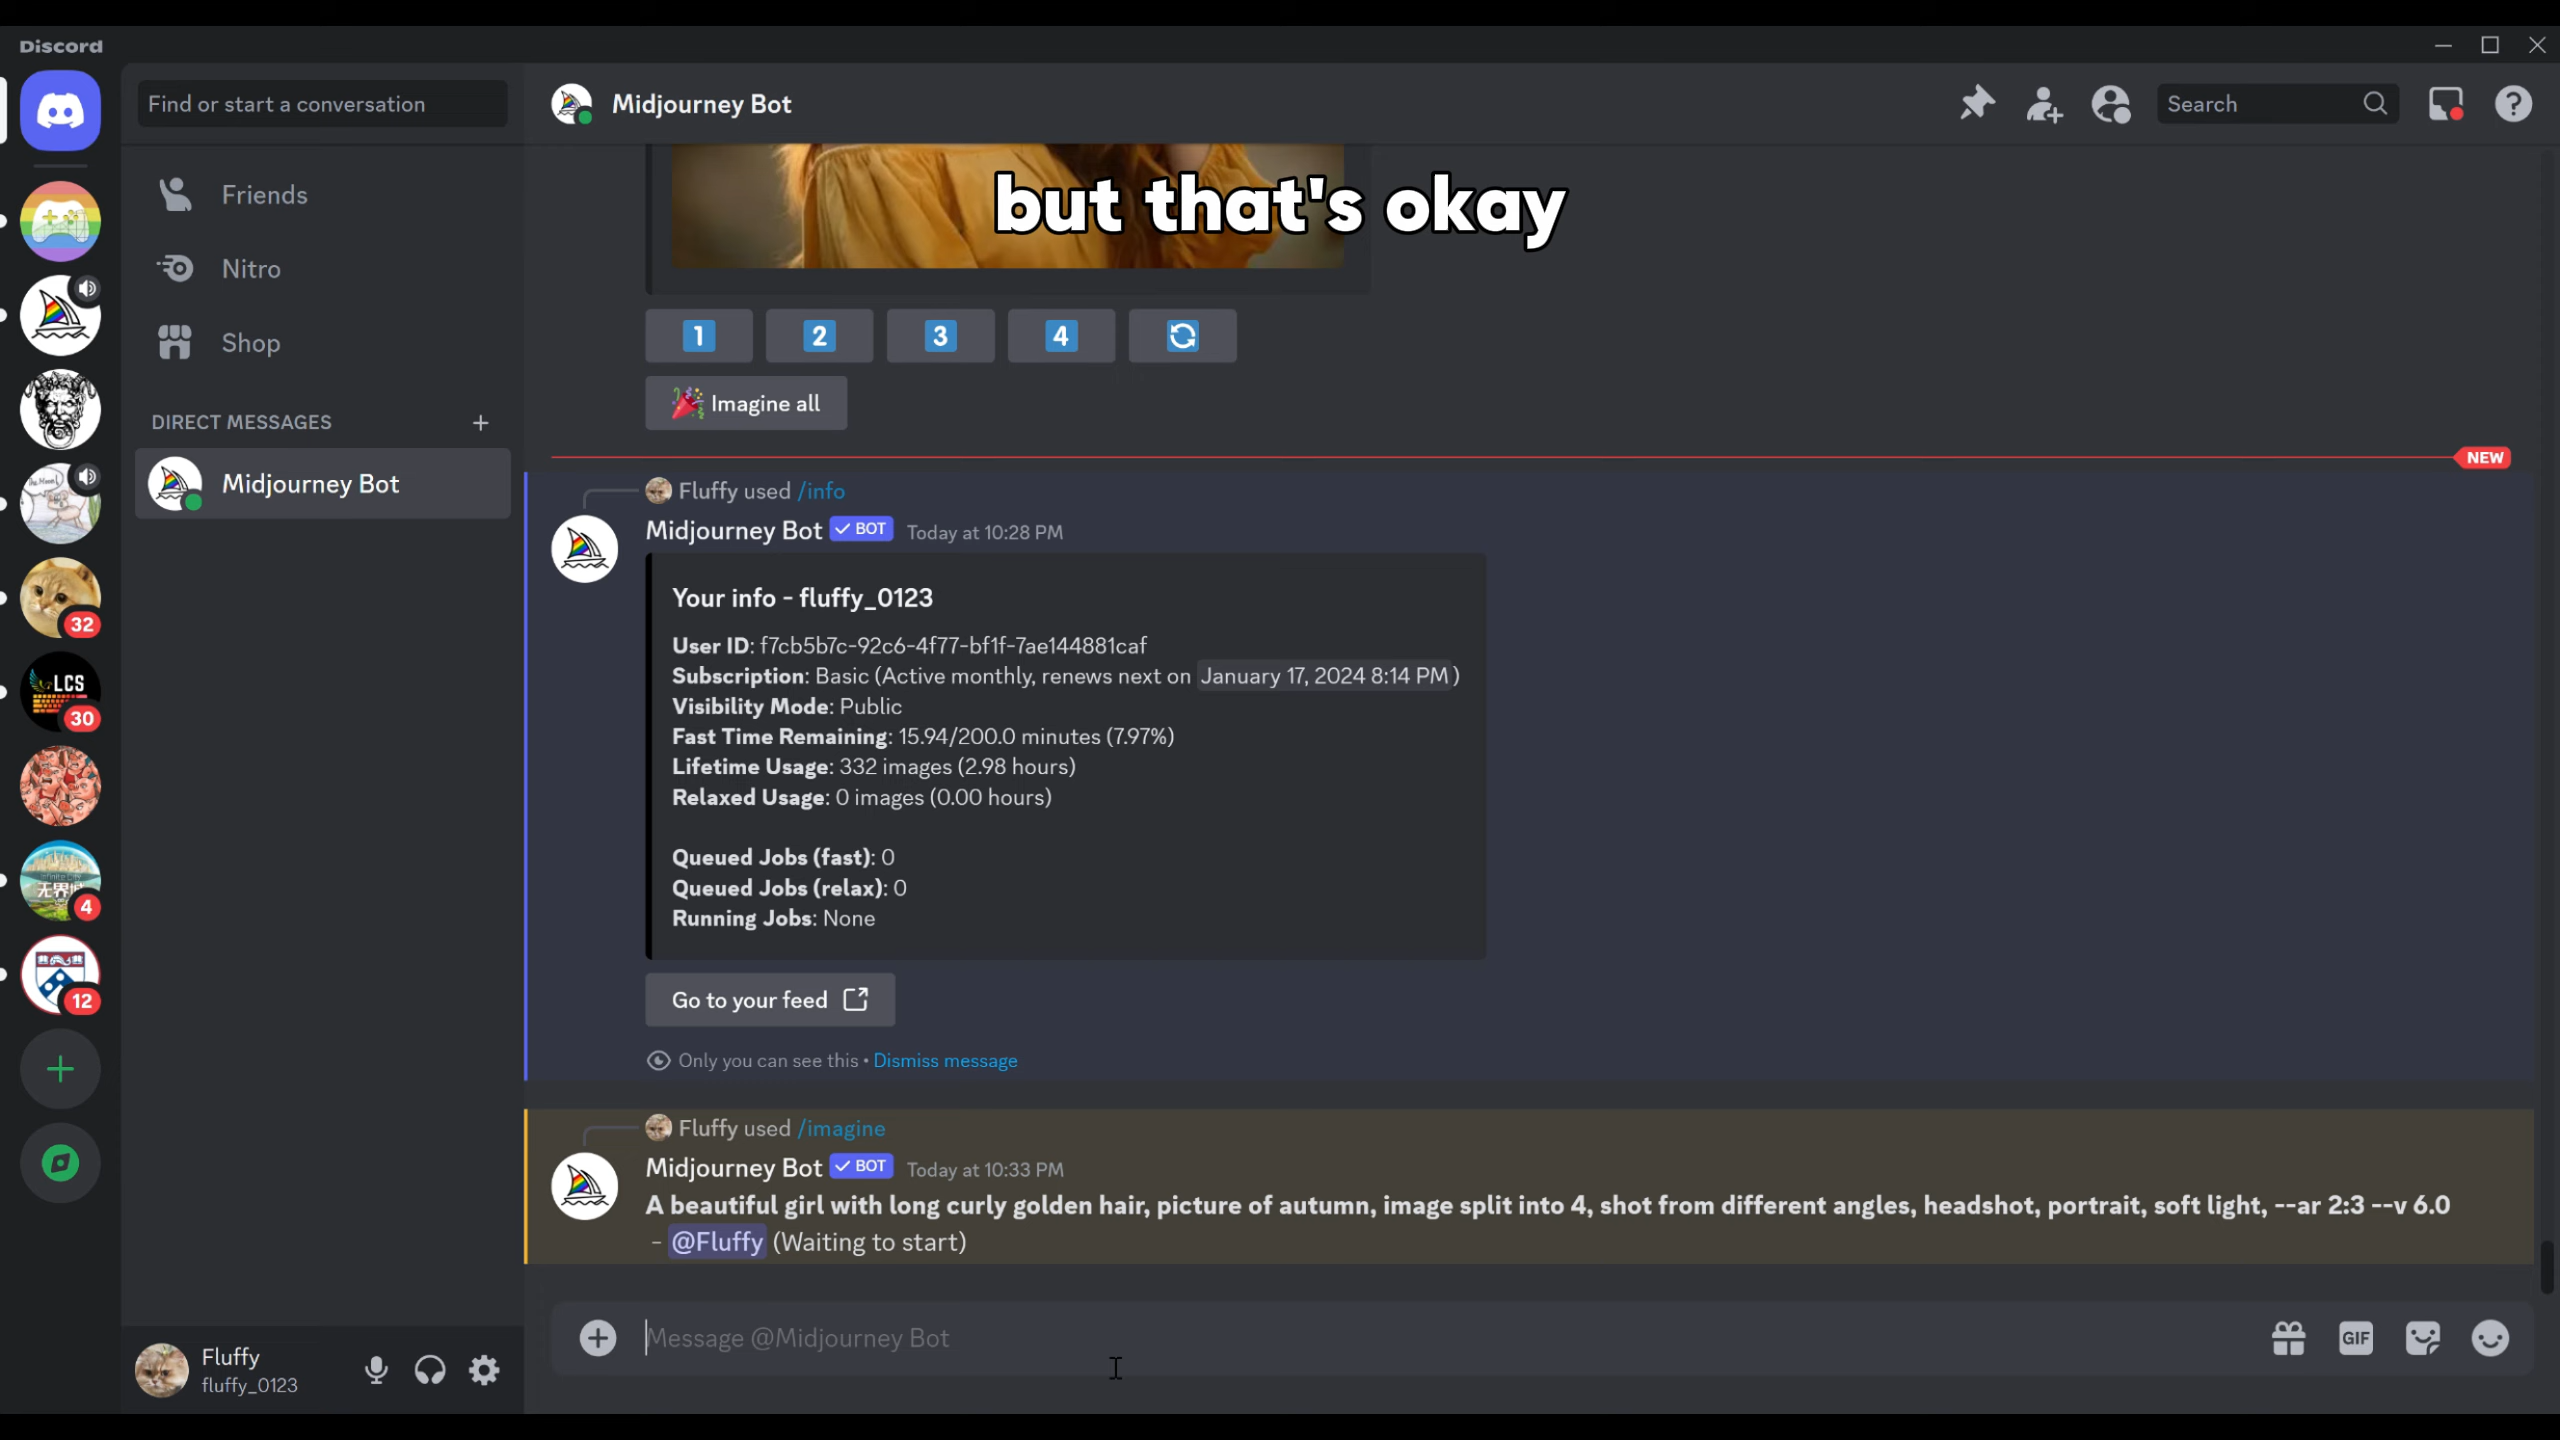 Discord
Find or start a conversation
Midjourney Bot
Search
Friends
Nitro
Shop
DIRECT MESSAGES
Midjourney Bot
32
LCS
30
4
12
Fluffy
fluffy_0123
but that's okay
1 2 3 4
Imagine all
NEW
Fluffy used /info
Midjourney Bot BOT Today at 10:28 PM
Your info - fluffy_0123
User ID: f7cb5b7c-92c6-4f77-bf1f-7ae144881caf
Subscription: Basic (Active monthly, renews next on January 17, 2024 8:14 PM)
Visibility Mode: Public
Fast Time Remaining: 15.94/200.0 minutes (7.97%)
Lifetime Usage: 332 images (2.98 hours)
Relaxed Usage: 0 images (0.00 hours)
Queued Jobs (fast): 0
Queued Jobs (relax): 0
Running Jobs: None
Go to your feed
Only you can see this • Dismiss message
Fluffy used /imagine
Midjourney Bot BOT Today at 10:33 PM
A beautiful girl with long curly golden hair, picture of autumn, image split into 4, shot from different angles, headshot, portrait, soft light, --ar 2:3 --v 6.0
- @Fluffy (Waiting to start)
Message @Midjourney Bot
GIF